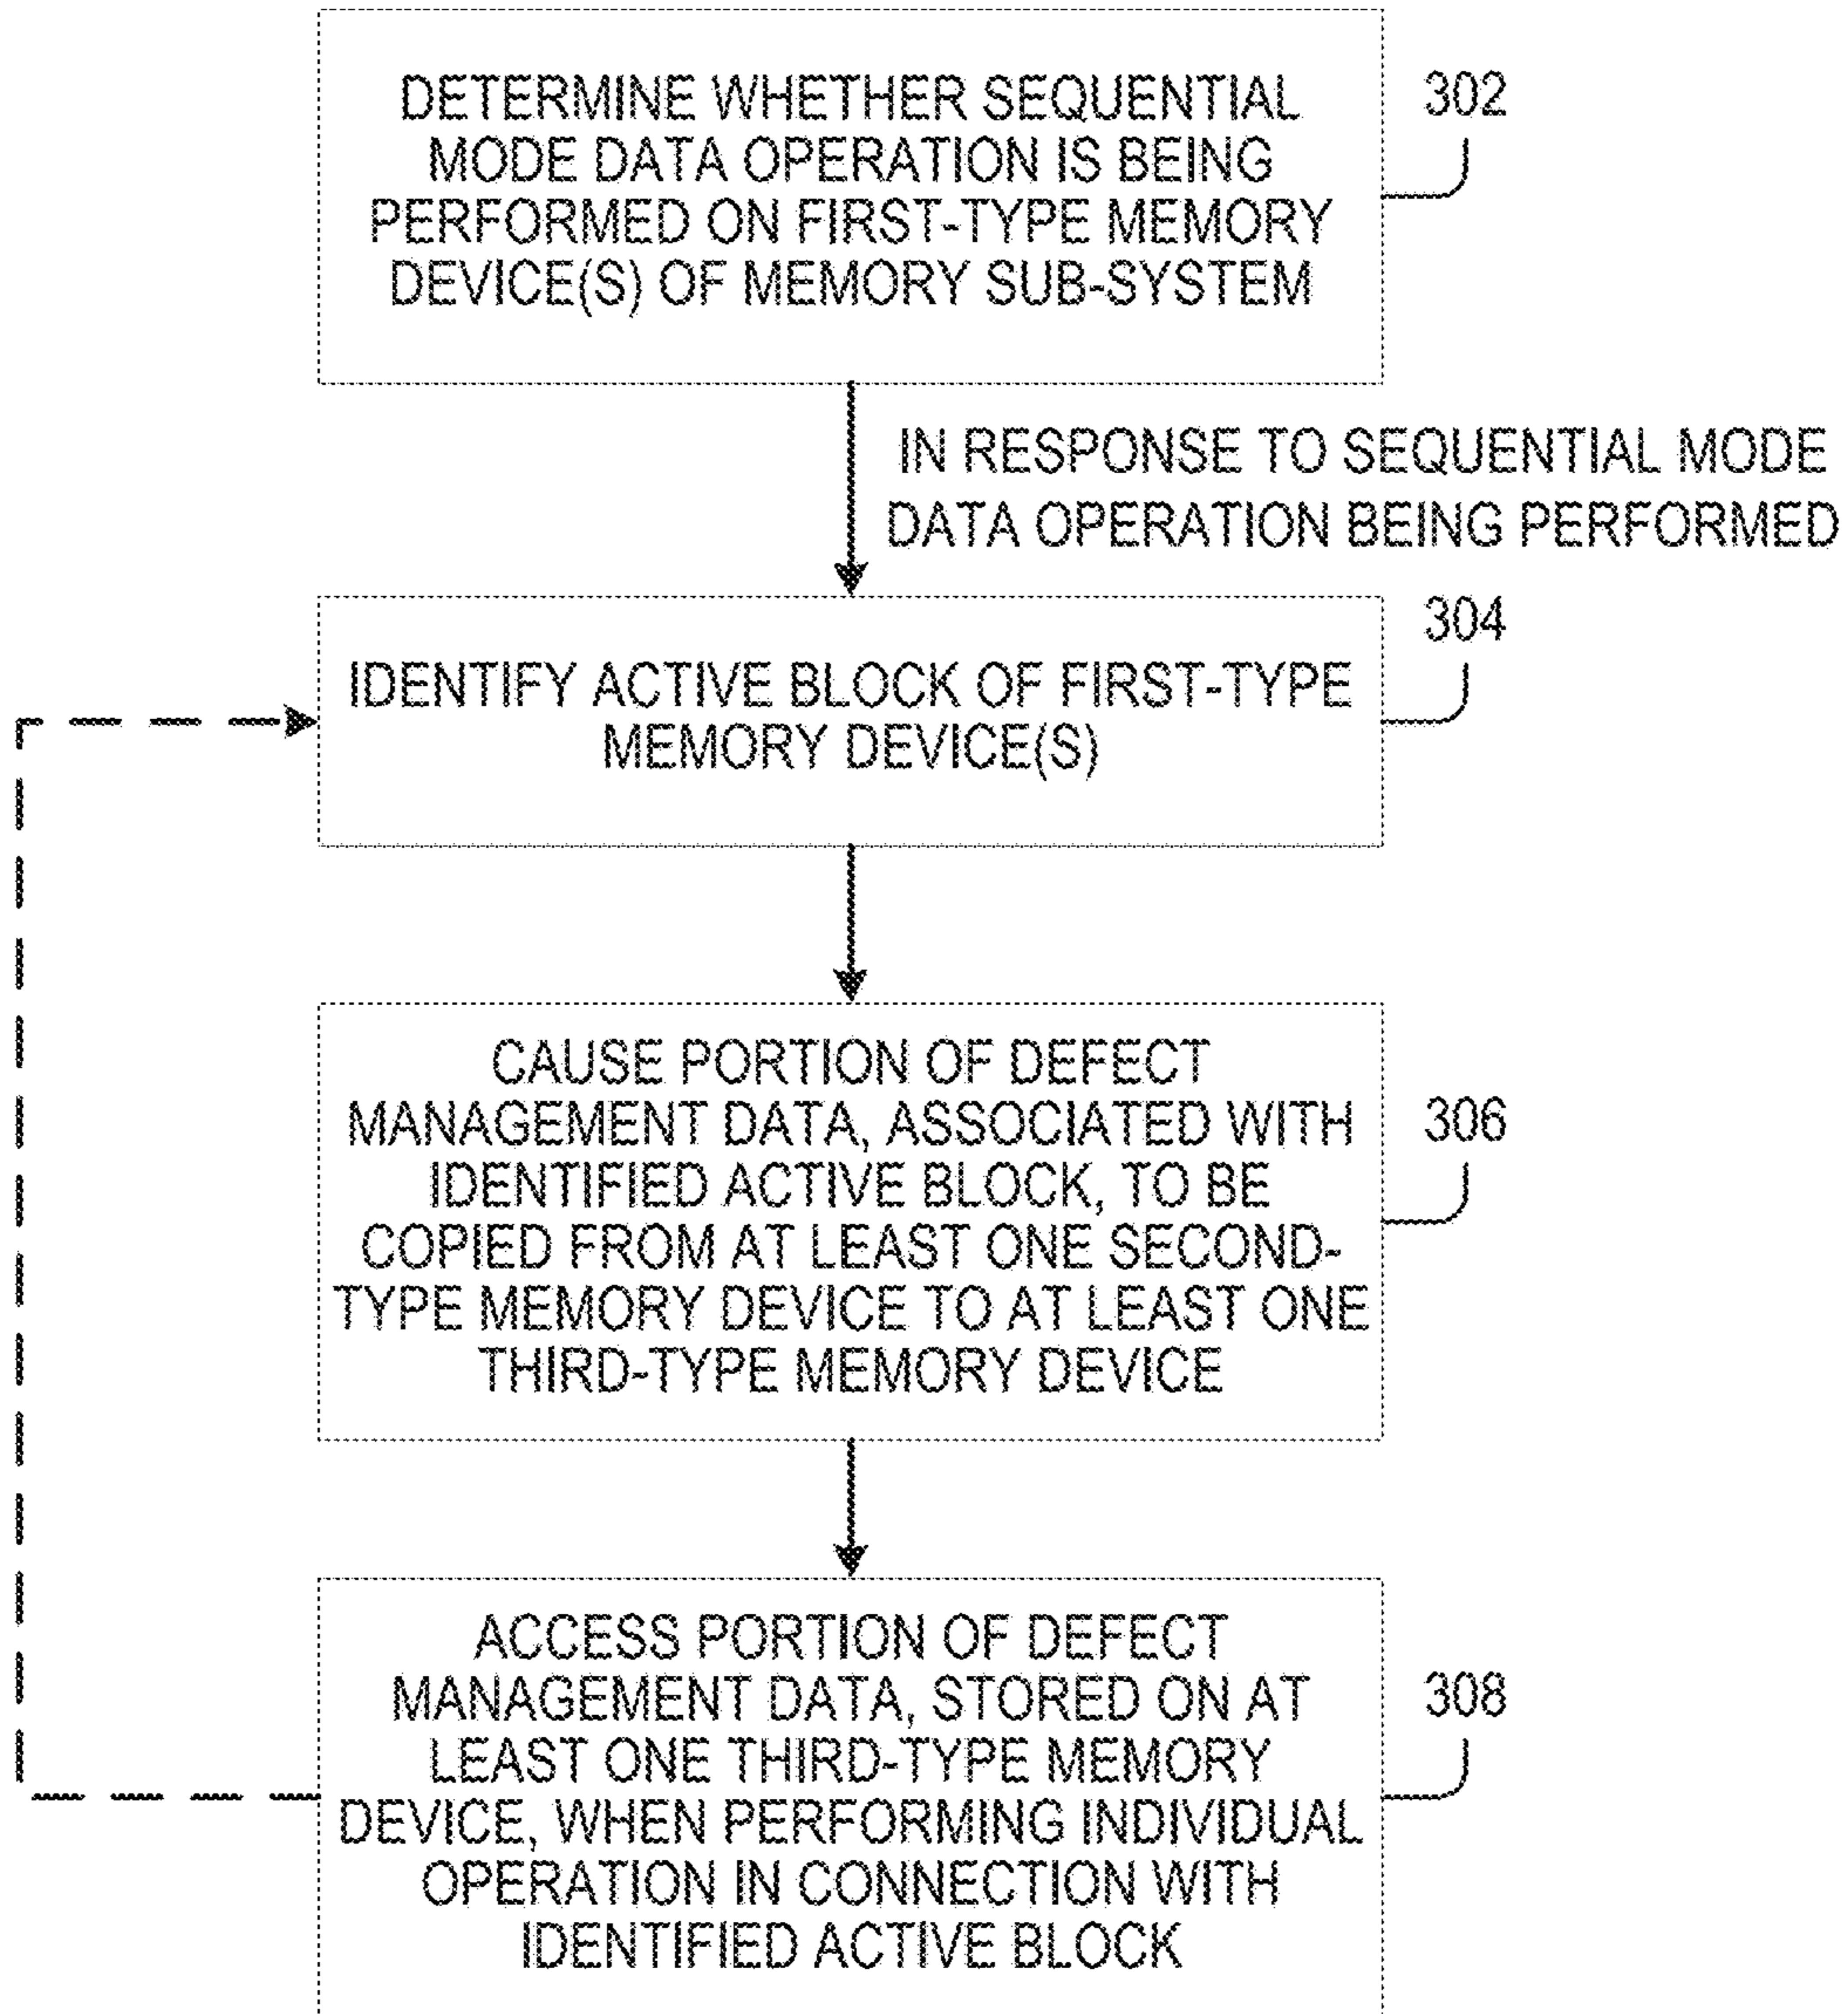 DETERMINE WHETHER SEQUENTIAL
MODE DATA OPERATION IS BEING
PERFORMED ON FIRST-TYPE MEMORY
DEVICE(S) OF MEMORY SUB-SYSTEM
302
IN RESPONSE TO SEQUENTIAL MODE
DATA OPERATION BEING PERFORMED
304
IDENTIFY ACTIVE BLOCK OF FIRST-TYPE
MEMORY DEVICE(S)
CAUSE PORTION OF DEFECT
MANAGEMENT DATA, ASSOCIATED WITH
IDENTIFIED ACTIVE BLOCK, TO BE
COPIED FROM AT LEAST ONE SECOND-
TYPE MEMORY DEVICE TO AT LEAST ONE
THIRD-TYPE MEMORY DEVICE
306
ACCESS PORTION OF DEFECT
MANAGEMENT DATA, STORED ON AT
LEAST ONE THIRD-TYPE MEMORY
DEVICE, WHEN PERFORMING INDIVIDUAL
OPERATION IN CONNECTION WITH
IDENTIFIED ACTIVE BLOCK
308